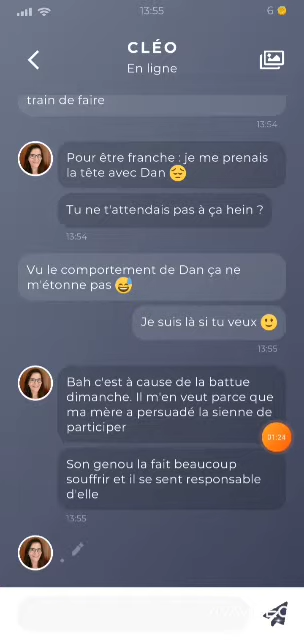 13:55
6
CLÉO
En ligne
train de faire
13:54
Pour être franche : je me prenais
la tête avec Dan 😔
Tu ne t'attendais pas à ça hein ?
13:54
Vu le comportement de Dan ça ne
m'étonne pas 😅
Je suis là si tu veux 🙂
13:55
Bah c'est à cause de la battue
dimanche. Il m'en veut parce que
ma mère a persuadé la sienne de
participer
01:24
Son genou la fait beaucoup
souffrir et il se sent responsable
d'elle
13:55